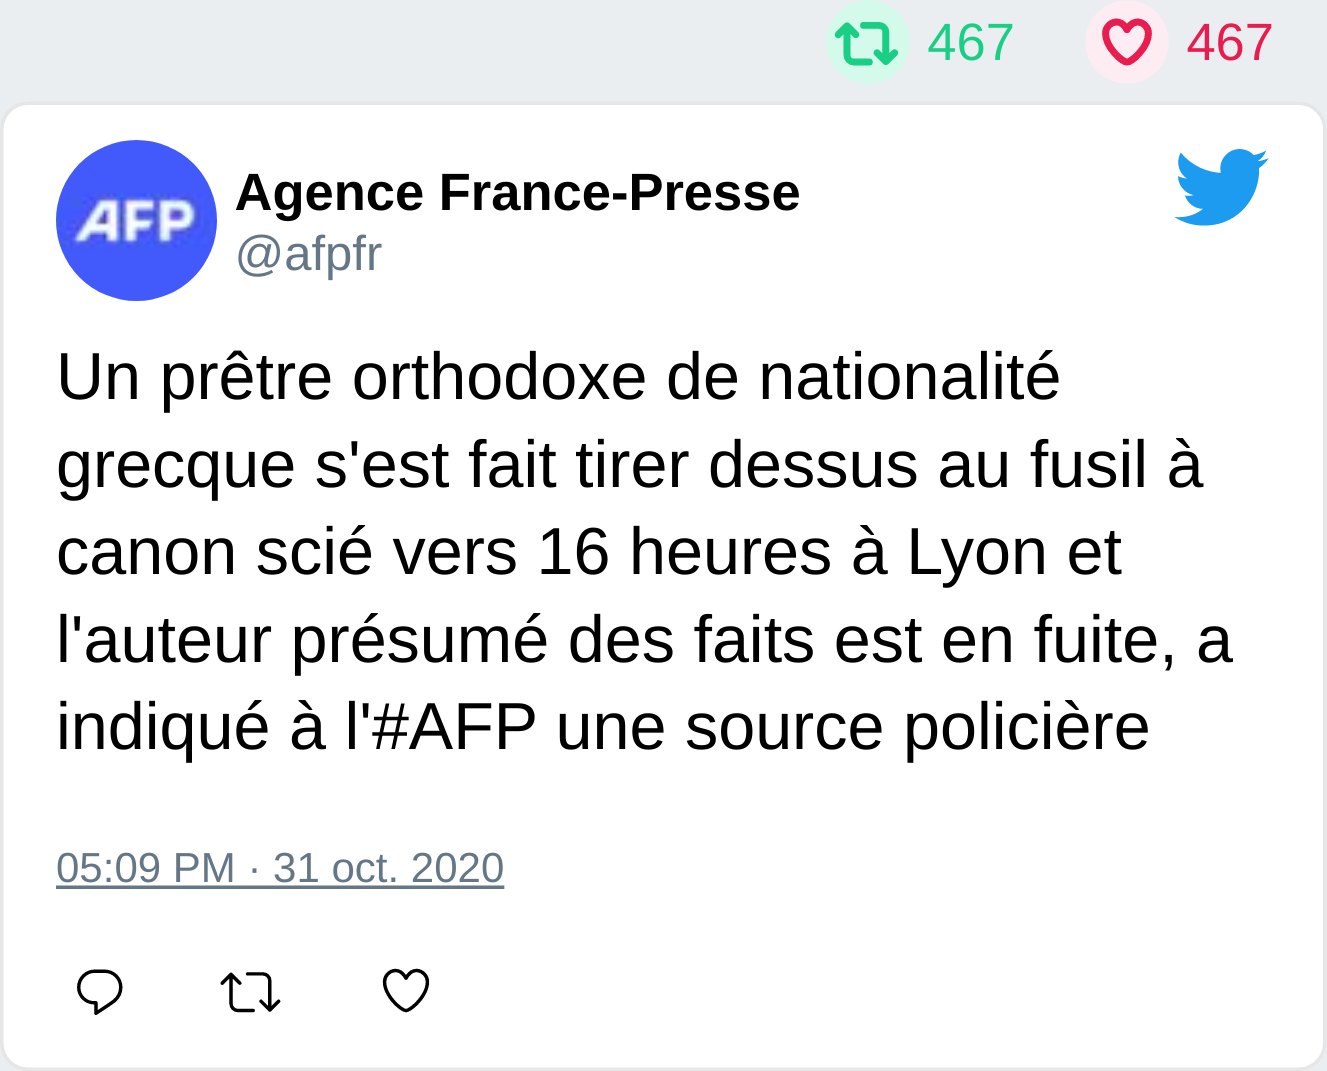 467 467
AFP
Agence France-Presse
@afpfr
Un prêtre orthodoxe de nationalité
grecque s'est fait tirer dessus au fusil à
canon scié vers 16 heures à Lyon et
l'auteur présumé des faits est en fuite, a
indiqué à l'#AFP une source policière
05:09 PM · 31 oct. 2020